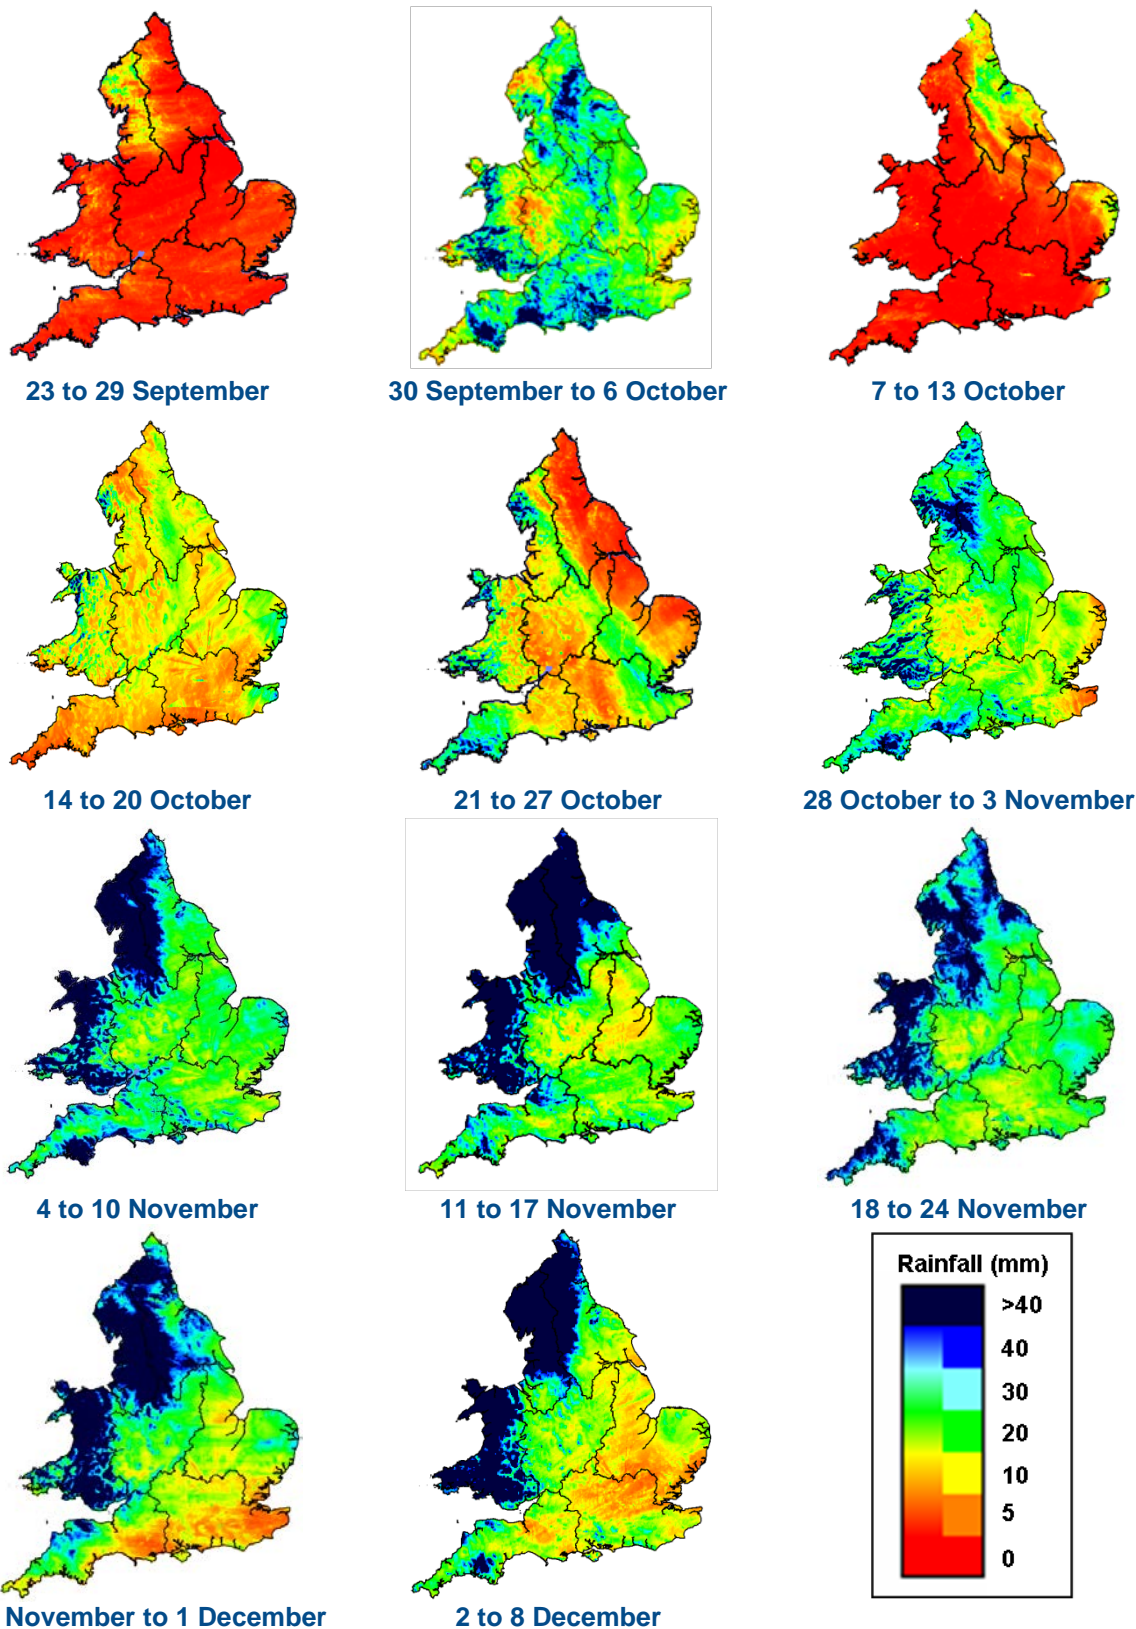 23 to 29 September
30 September to 6 October
7 to 13 October
14 to 20 October
21 to 27 October
28 October to 3 November
4 to 10 November
11 to 17 November
18 to 24 November
November to 1 December
2 to 8 December
Rainfall (mm)
>40
40
30
20
10
5
0